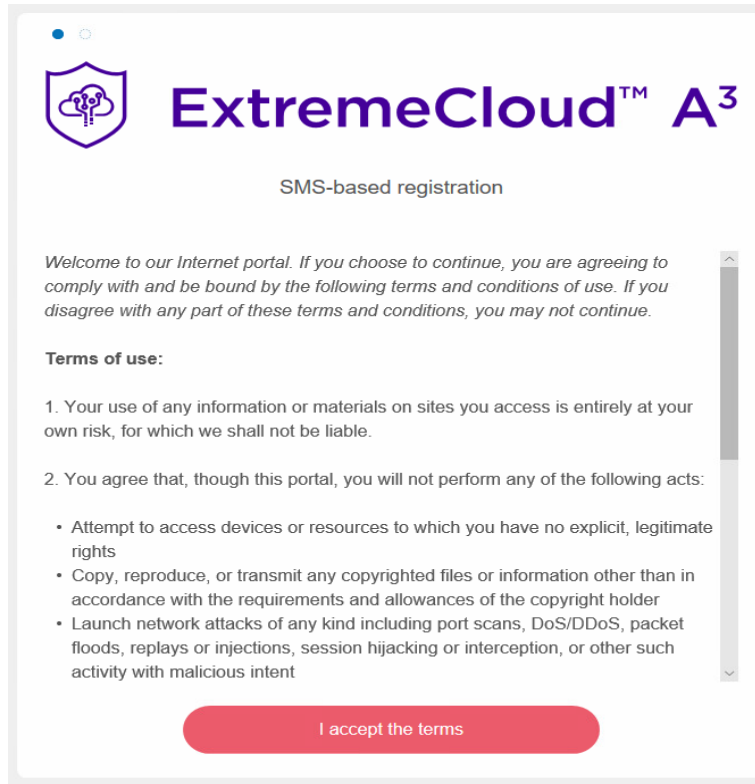 ExtremeCloud™ A³
SMS-based registration
Welcome to our Internet portal. If you choose to continue, you are agreeing to
comply with and be bound by the following terms and conditions of use. If you
disagree with any part of these terms and conditions, you may not continue.
Terms of use:
1. Your use of any information or materials on sites you access is entirely at your
own risk, for which we shall not be liable.
2. You agree that, though this portal, you will not perform any of the following acts:
• Attempt to access devices or resources to which you have no explicit, legitimate
rights
• Copy, reproduce, or transmit any copyrighted files or information other than in
accordance with the requirements and allowances of the copyright holder
• Launch network attacks of any kind including port scans, DoS/DDoS, packet
floods, replays or injections, session hijacking or interception, or other such
activity with malicious intent
I accept the terms